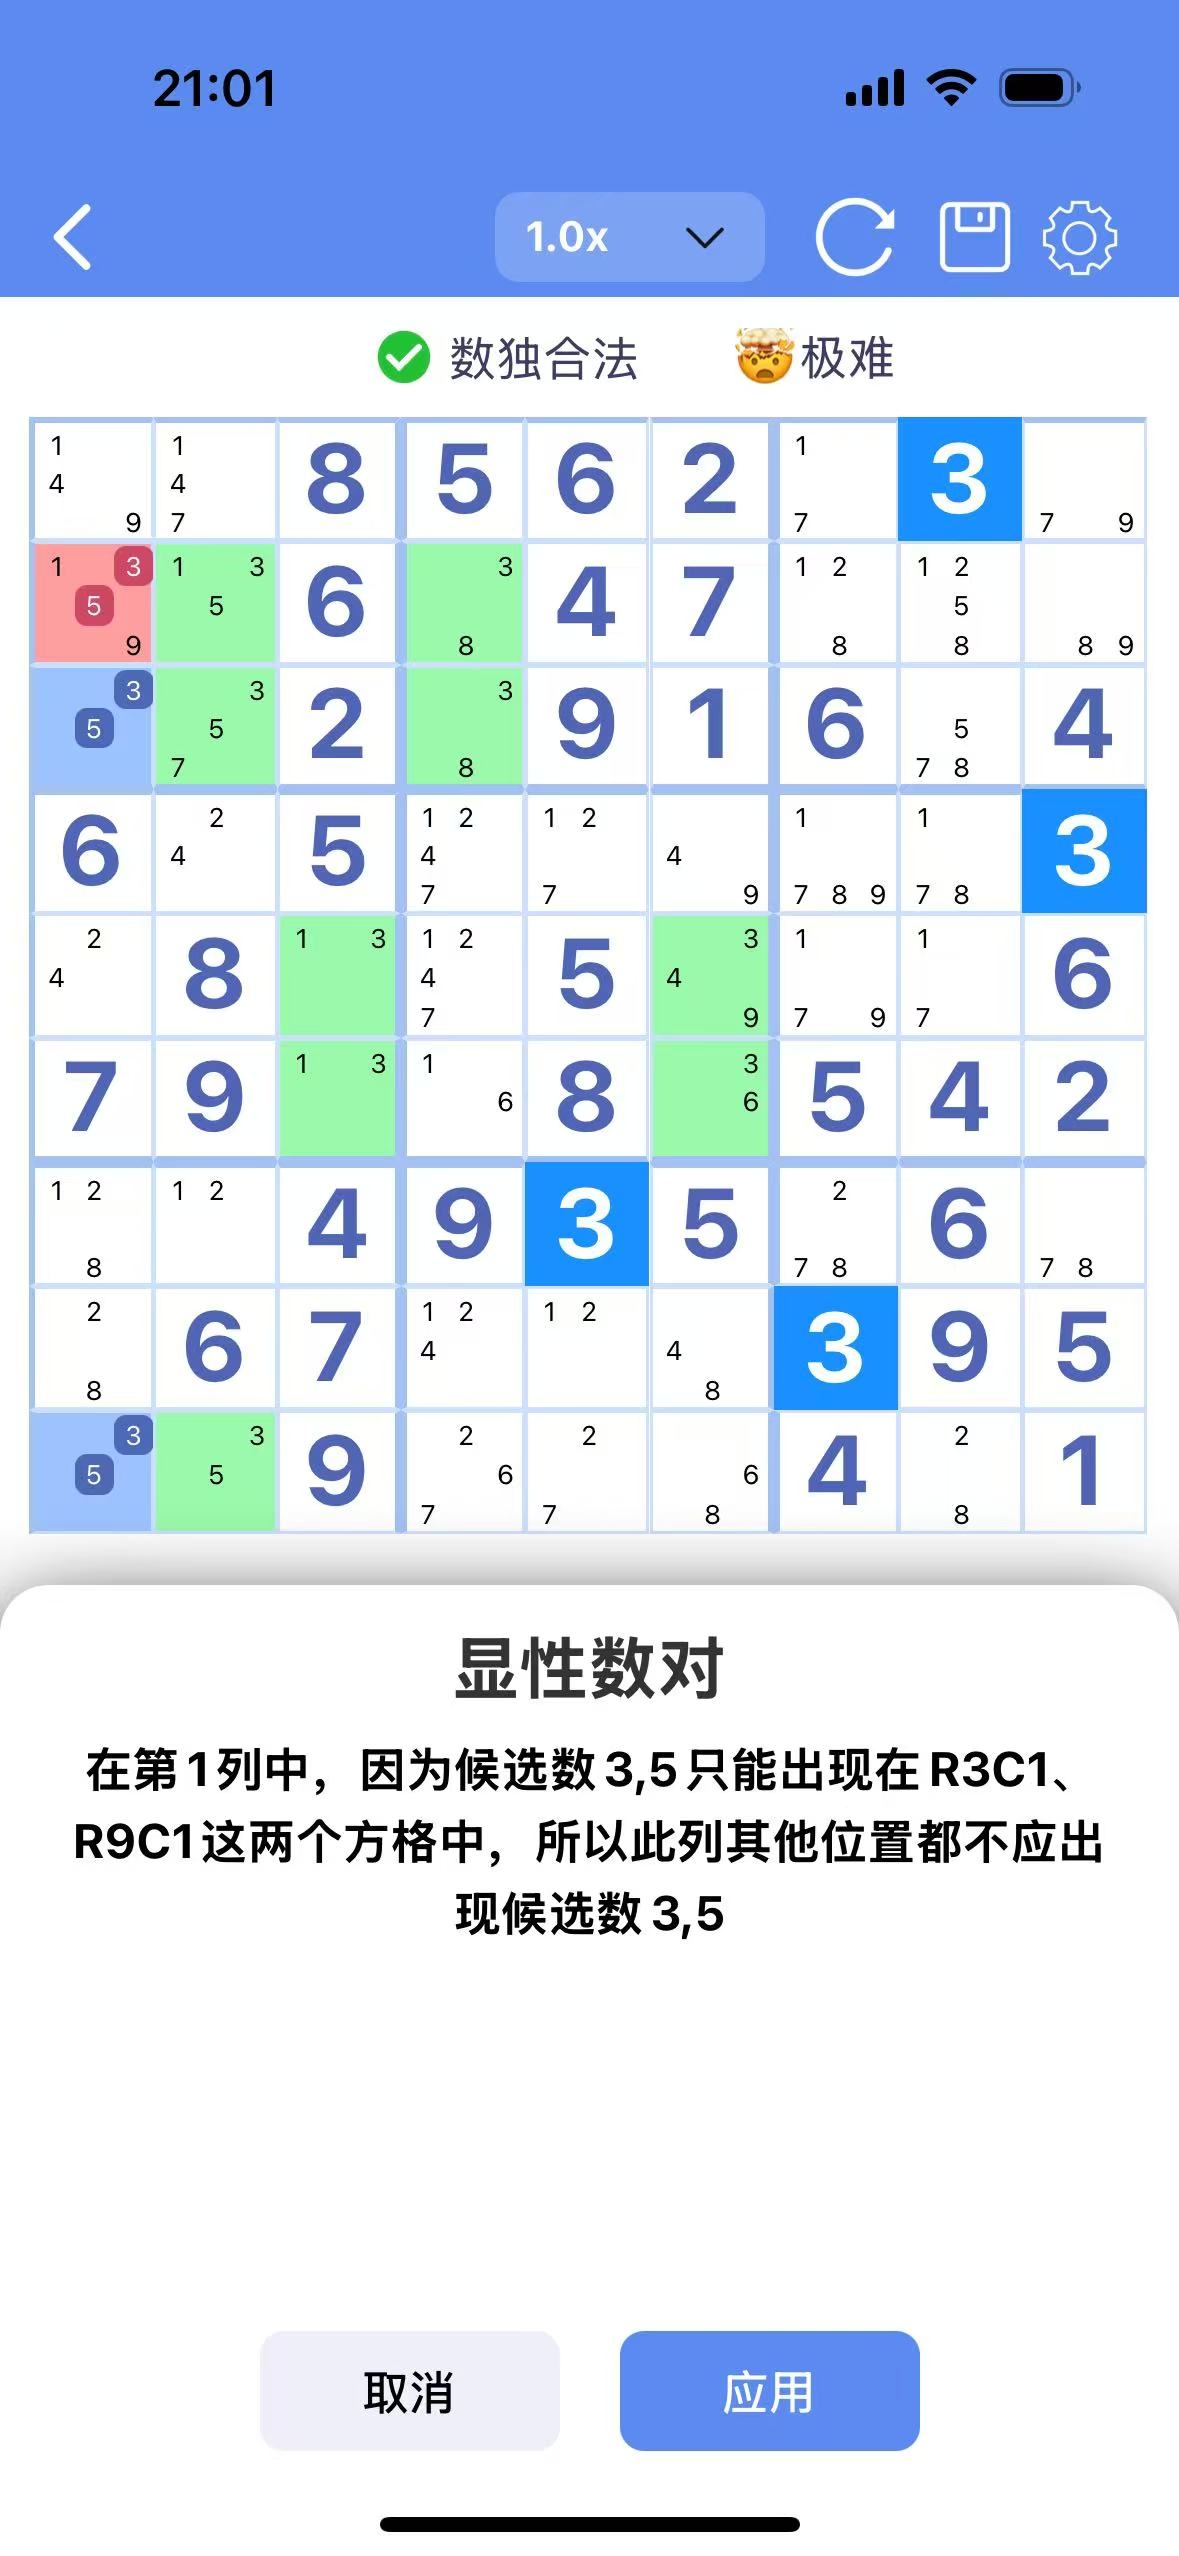 21:01
1.0x
数独合法 🤯极难
1 4 9 1 4 7 8 5 6 2 1 7 3 7 9
1 3 5 9 1 3 5 6 3 8 4 7 1 2 8 1 2 5 8 8 9
3 5 3 5 7 2 3 8 9 1 6 5 7 8 4
6 2 4 5 1 2 4 7 1 2 7 4 9 1 7 8 9 1 7 8 3
2 4 8 1 3 1 2 4 7 5 3 4 9 1 7 9 1 7 6
7 9 1 3 1 6 8 3 6 5 4 2
1 2 8 1 2 4 9 3 5 2 7 8 6 7 8
2 8 6 7 1 2 4 1 2 4 8 3 9 5
3 5 3 5 9 2 6 7 2 7 6 8 4 2 8 1
显性数对
在第1列中，因为候选数3,5只能出现在R3C1、
R9C1这两个方格中，所以此列其他位置都不应出
现候选数3,5
取消 应用